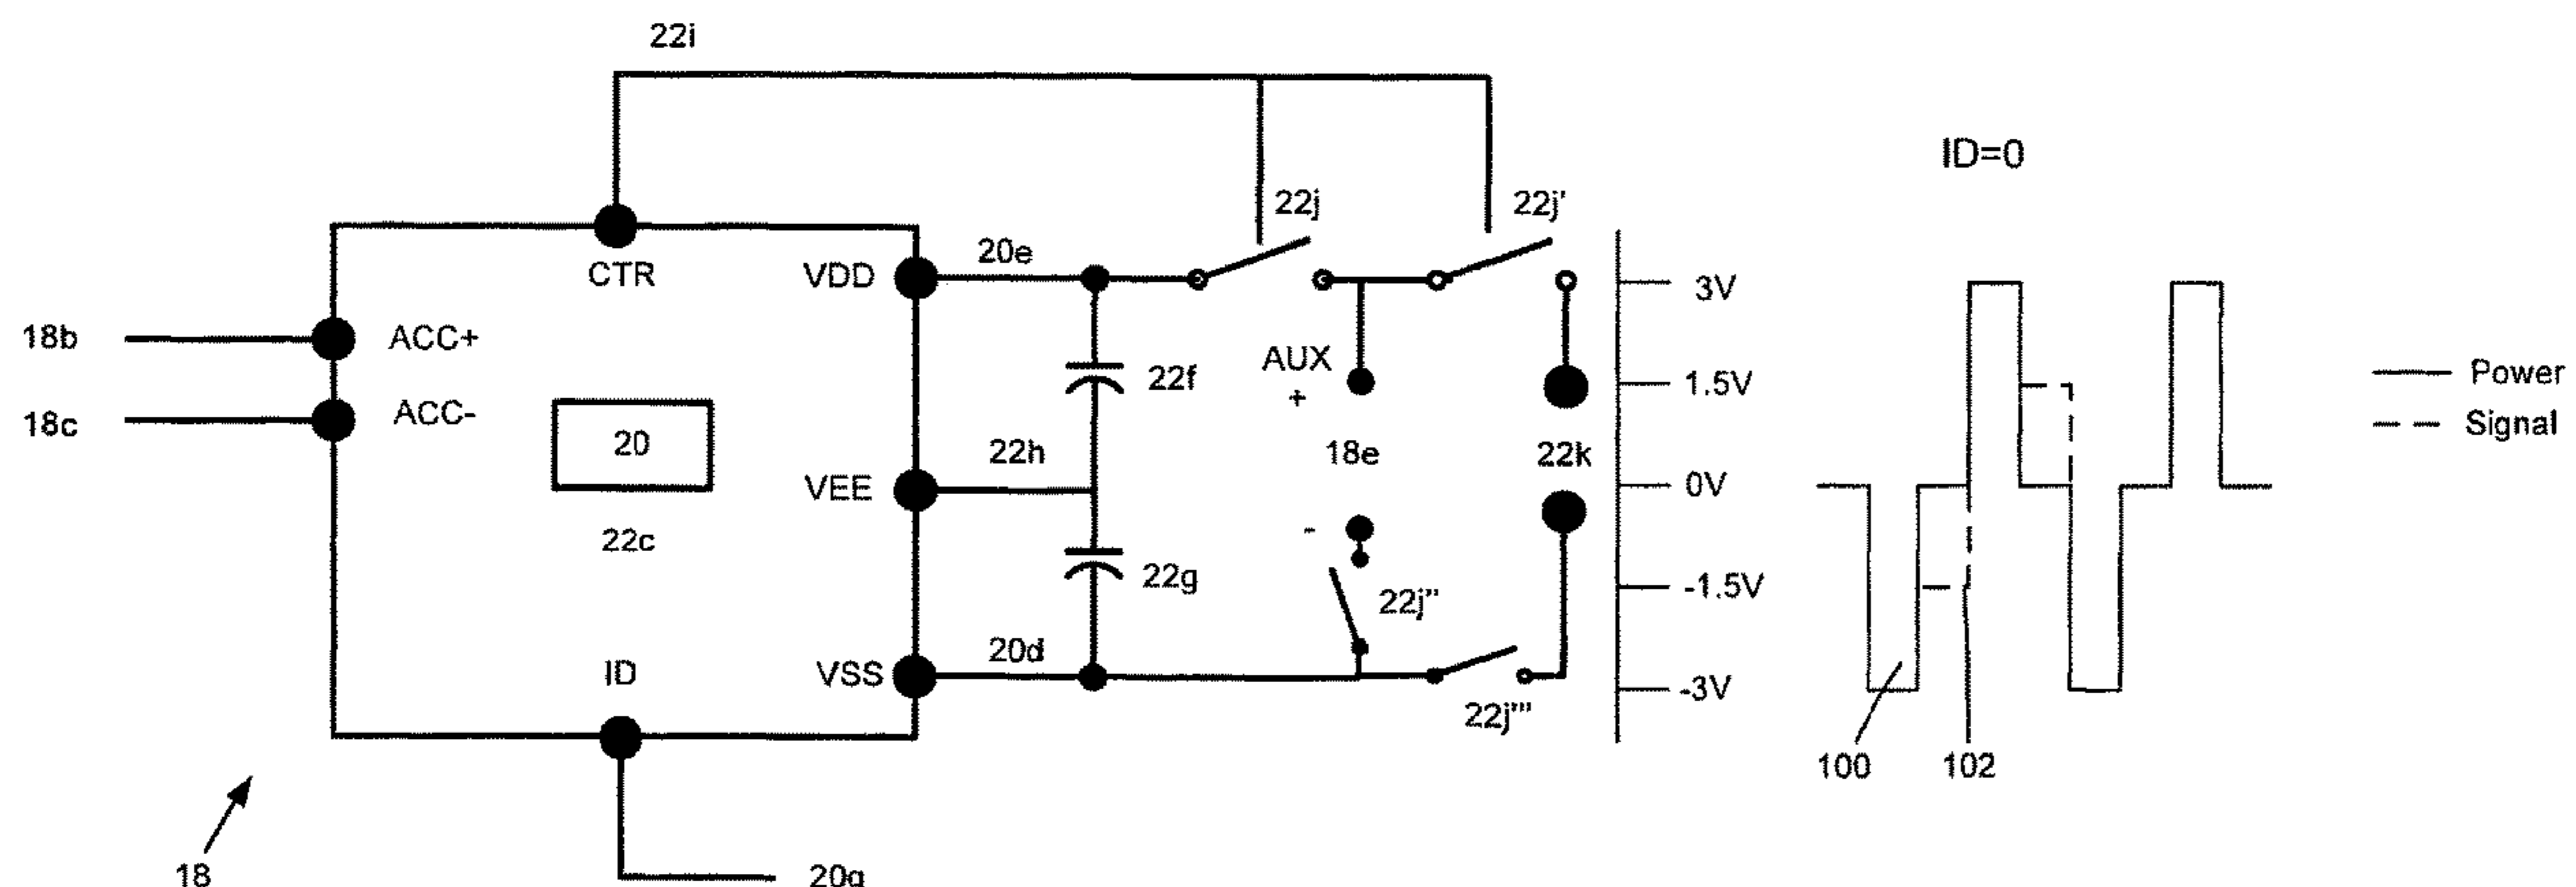 22i
ID=0
22j
22j'
20e
CTR
VDD
3V
18b
ACC+
AUX
+
22f
1.5V
Power
18c
ACC-
20
22h
18e
22k
Signal
VEE
0V
22c
-
22g
22j"
-1.5V
ID
VSS
20d
-3V
22j'"
100
102
18